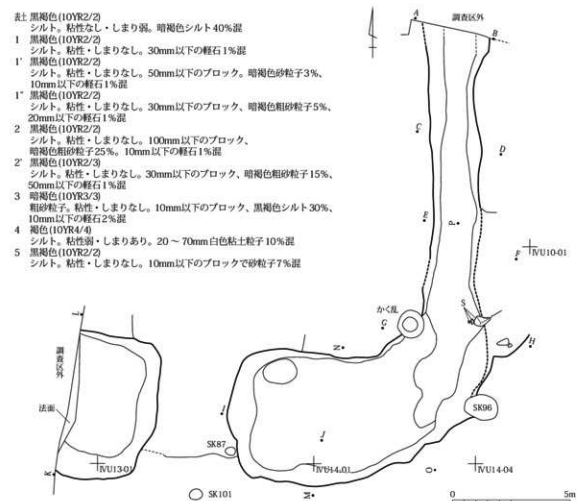 表土 黒褐色(10YR2/2)
シルト。粘性なし・しまり弱。暗褐色シルト40%混
1 黒褐色(10YR2/2)
シルト。粘性・しまりなし。30mm以下の軽石1%混
1' 黒褐色(10YR2/2)
シルト。粘性・しまりなし。50mm以下のブロック。暗褐色砂粒子3%、
10mm以下の軽石1%混
1" 黒褐色(10YR2/2)
シルト。粘性・しまりなし。30mm以下のブロック、暗褐色粗砂粒子5%、
20mm以下の軽石1%混
2 黒褐色(10YR2/2)
シルト。粘性・しまりなし。100mm以下のブロック、
暗褐色粗砂粒子25%。10mm以下の軽石1%混
2' 黒褐色(10YR2/3)
シルト。粘性・しまりなし。30mm以下のブロック、暗褐色粗砂粒子15%、
50mm以下の軽石1%混
3 暗褐色(10YR3/3)
粗砂粒子。粘性・しまりなし。10mm以下のブロック、黒褐色シルト30%、
10mm以下の軽石2%混
4 褐色(10YR4/4)
シルト。粘性弱・しまりあり。20～70mm白色粘土粒子10%混
5 黒褐色(10YR2/2)
シルト。粘性・しまりなし。10mm以下のブロックで砂粒子7%混
A
調査区外
B
C
D
E
P
F
ⅣU10-01
かく乱
S
G
H
N
L
調査区外
法面
SK96
I
J
SK87
K
ⅣU13-01
ⅣU14-01
ⅣU14-04
O
SK101
M
0 5m